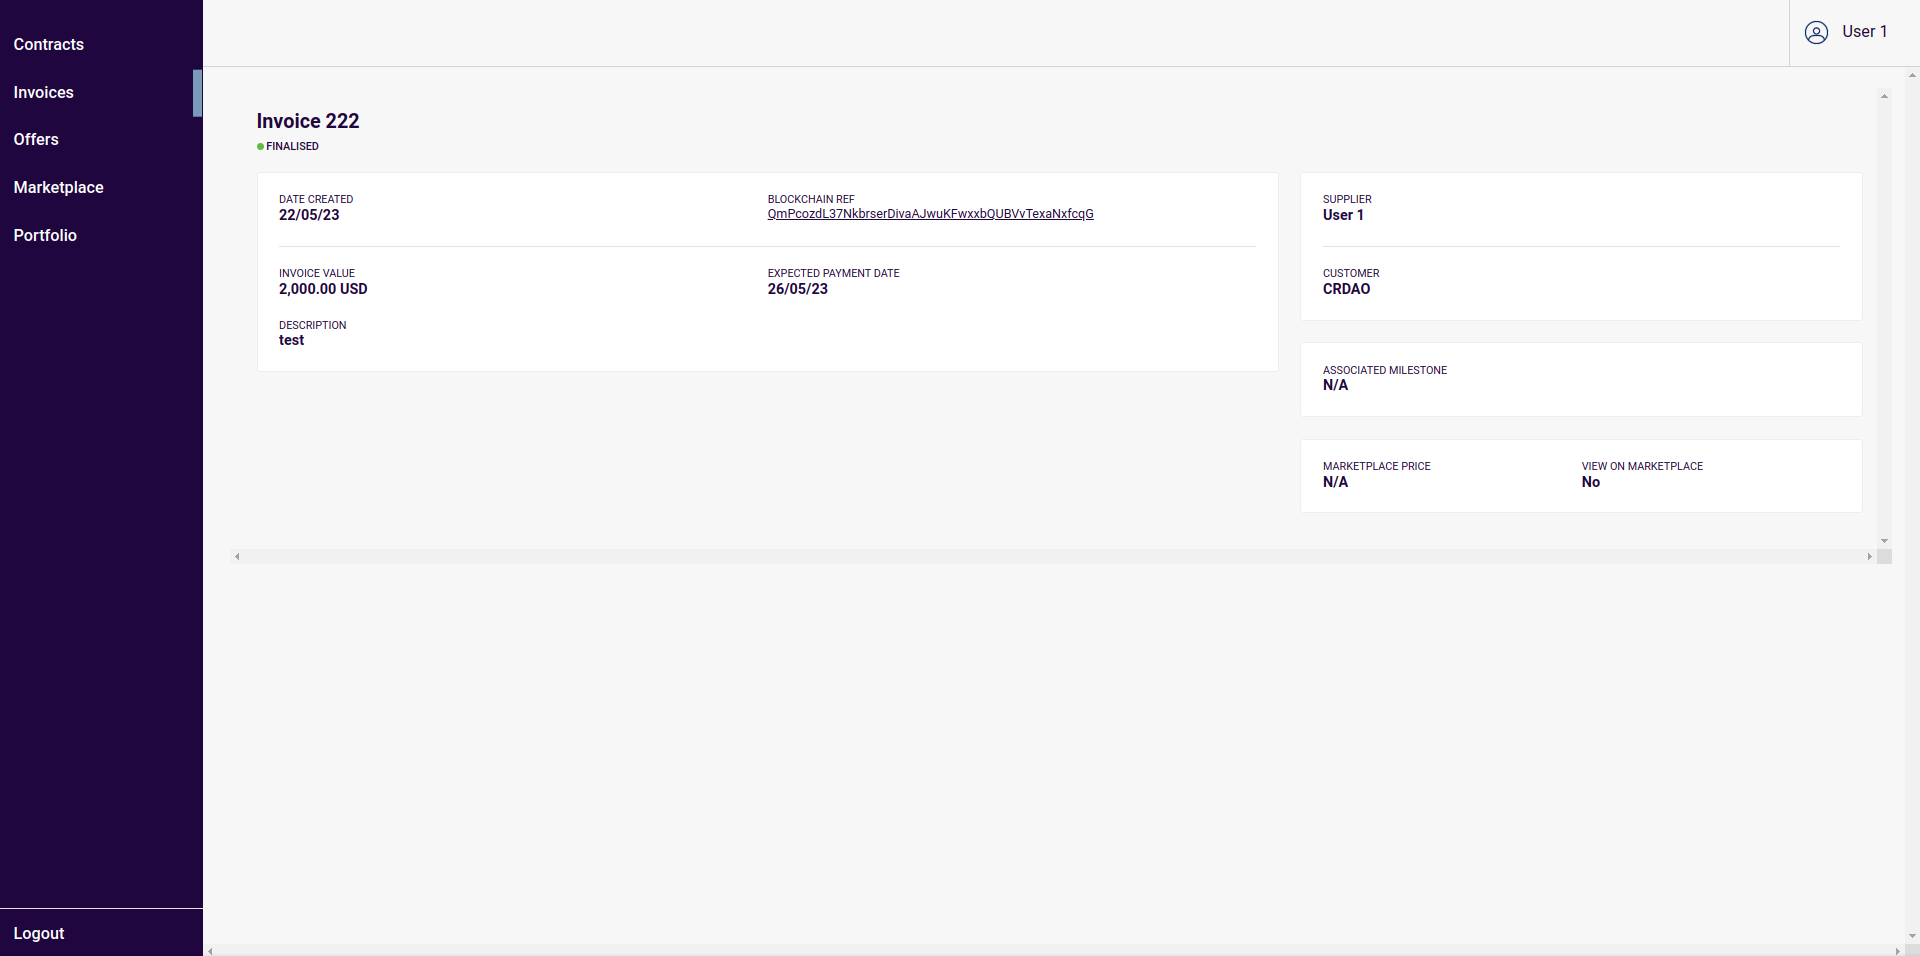 Contracts
Invoices
Offers
Marketplace
Portfolio
Logout
User 1
Invoice 222
FINALISED
DATE CREATED
22/05/23
BLOCKCHAIN REF
QmPcozdL37NkbrserDivaAJwuKFwxxbQUBVvTexaNxfcqG
INVOICE VALUE
2,000.00 USD
EXPECTED PAYMENT DATE
26/05/23
DESCRIPTION
test
SUPPLIER
User 1
CUSTOMER
CRDAO
ASSOCIATED MILESTONE
N/A
MARKETPLACE PRICE
N/A
VIEW ON MARKETPLACE
No